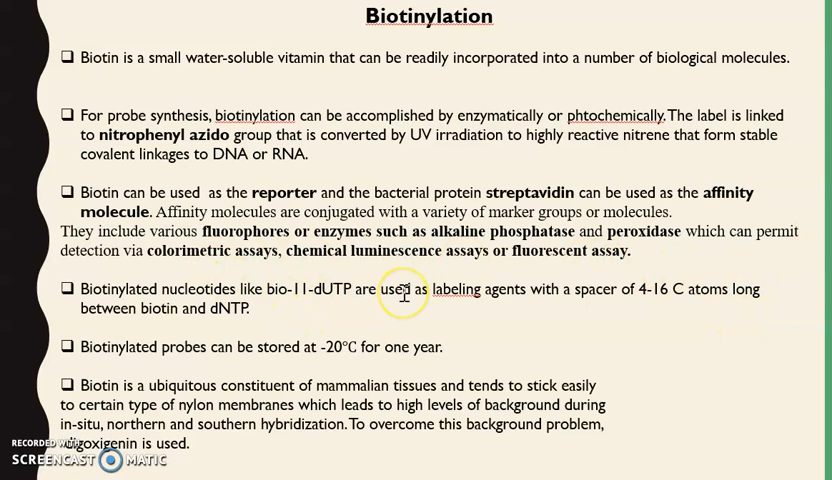 Biotinylation
❑ Biotin is a small water-soluble vitamin that can be readily incorporated into a number of biological molecules.
❑ For probe synthesis, biotinylation can be accomplished by enzymatically or phtochemically. The label is linked
to nitrophenyl azido group that is converted by UV irradiation to highly reactive nitrene that form stable
covalent linkages to DNA or RNA.
❑ Biotin can be used as the reporter and the bacterial protein streptavidin can be used as the affinity
molecule. Affinity molecules are conjugated with a variety of marker groups or molecules.
They include various fluorophores or enzymes such as alkaline phosphatase and peroxidase which can permit
detection via colorimetric assays, chemical luminescence assays or fluorescent assay.
❑ Biotinylated nucleotides like bio-11-dUTP are used as labeling agents with a spacer of 4-16 C atoms long
between biotin and dNTP.
❑ Biotinylated probes can be stored at -20°C for one year.
❑ Biotin is a ubiquitous constituent of mammalian tissues and tends to stick easily
to certain type of nylon membranes which leads to high levels of background during
in-situ, northern and southern hybridization. To overcome this background problem,
digoxigenin is used.
RECORDED WITH
SCREENCAST MATIC